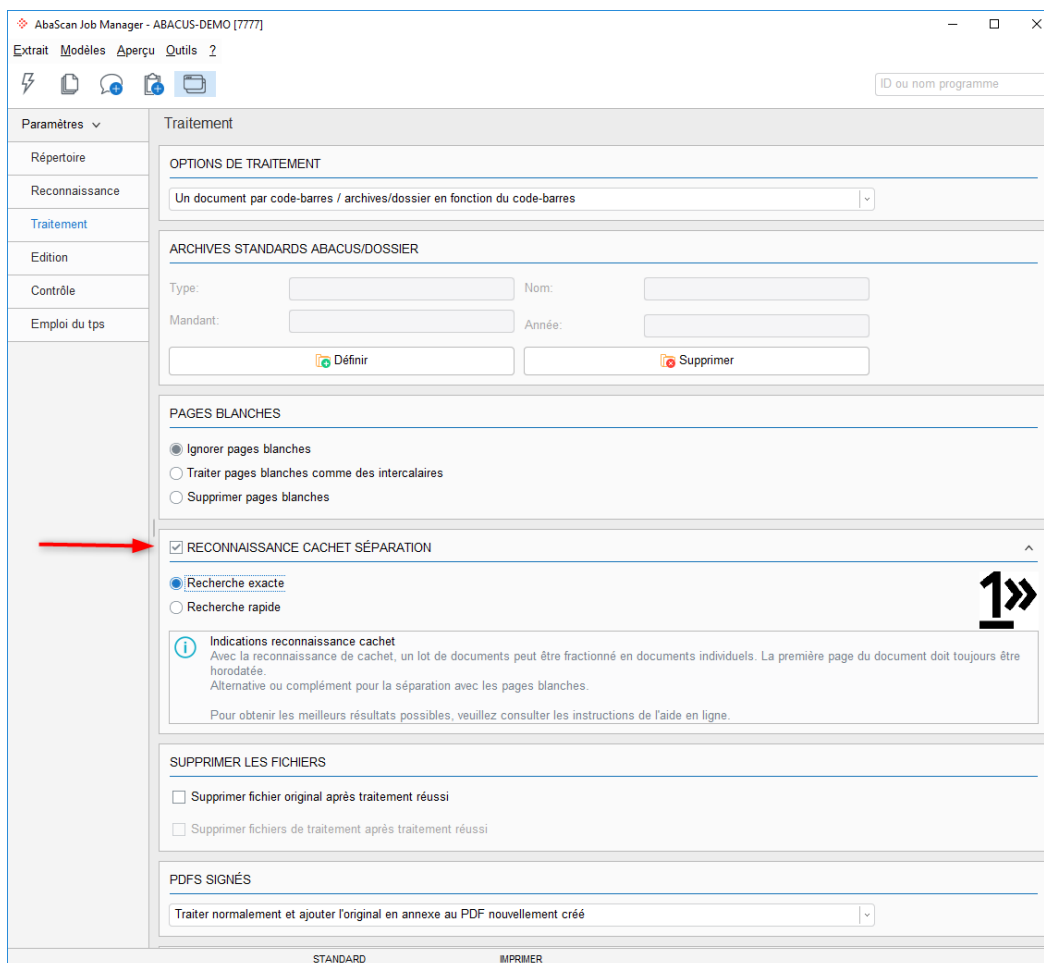 AbaScan Job Manager - ABACUS-DEMO [7777]
Extrait Modèles Aperçu Outils ?
ID ou nom programme
Paramètres
Répertoire
Reconnaissance
Traitement
Edition
Contrôle
Emploi du tps
Traitement
OPTIONS DE TRAITEMENT
Un document par code-barres / archives/dossier en fonction du code-barres
ARCHIVES STANDARDS ABACUS/DOSSIER
Type: Nom:
Mandant: Année:
Définir Supprimer
PAGES BLANCHES
Ignorer pages blanches
Traiter pages blanches comme des intercalaires
Supprimer pages blanches
RECONNAISSANCE CACHET SÉPARATION
Recherche exacte
Recherche rapide
1»
Indications reconnaissance cachet
Avec la reconnaissance de cachet, un lot de documents peut être fractionné en documents individuels. La première page du document doit toujours être
horodatée.
Alternative ou complément pour la séparation avec les pages blanches.
Pour obtenir les meilleurs résultats possibles, veuillez consulter les instructions de l'aide en ligne.
SUPPRIMER LES FICHIERS
Supprimer fichier original après traitement réussi
Supprimer fichiers de traitement après traitement réussi
PDFS SIGNÉS
Traiter normalement et ajouter l'original en annexe au PDF nouvellement créé
STANDARD IMPRIMER